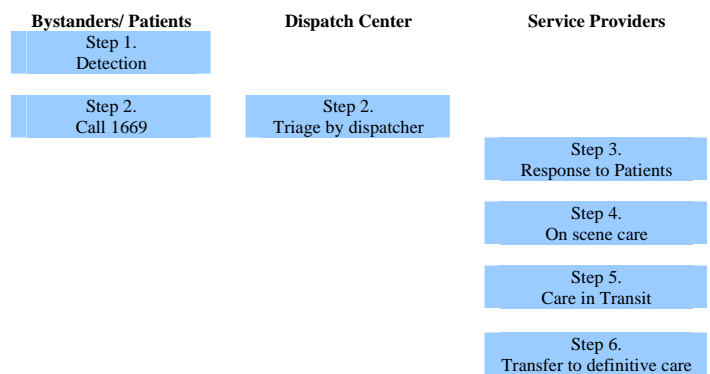 Bystanders/ Patients Dispatch Center Service Providers
Step 1.
Detection
Step 2. Step 2.
Call 1669 Triage by dispatcher
Step 3.
Response to Patients
Step 4.
On scene care
Step 5.
Care in Transit
Step 6.
Transfer to definitive care